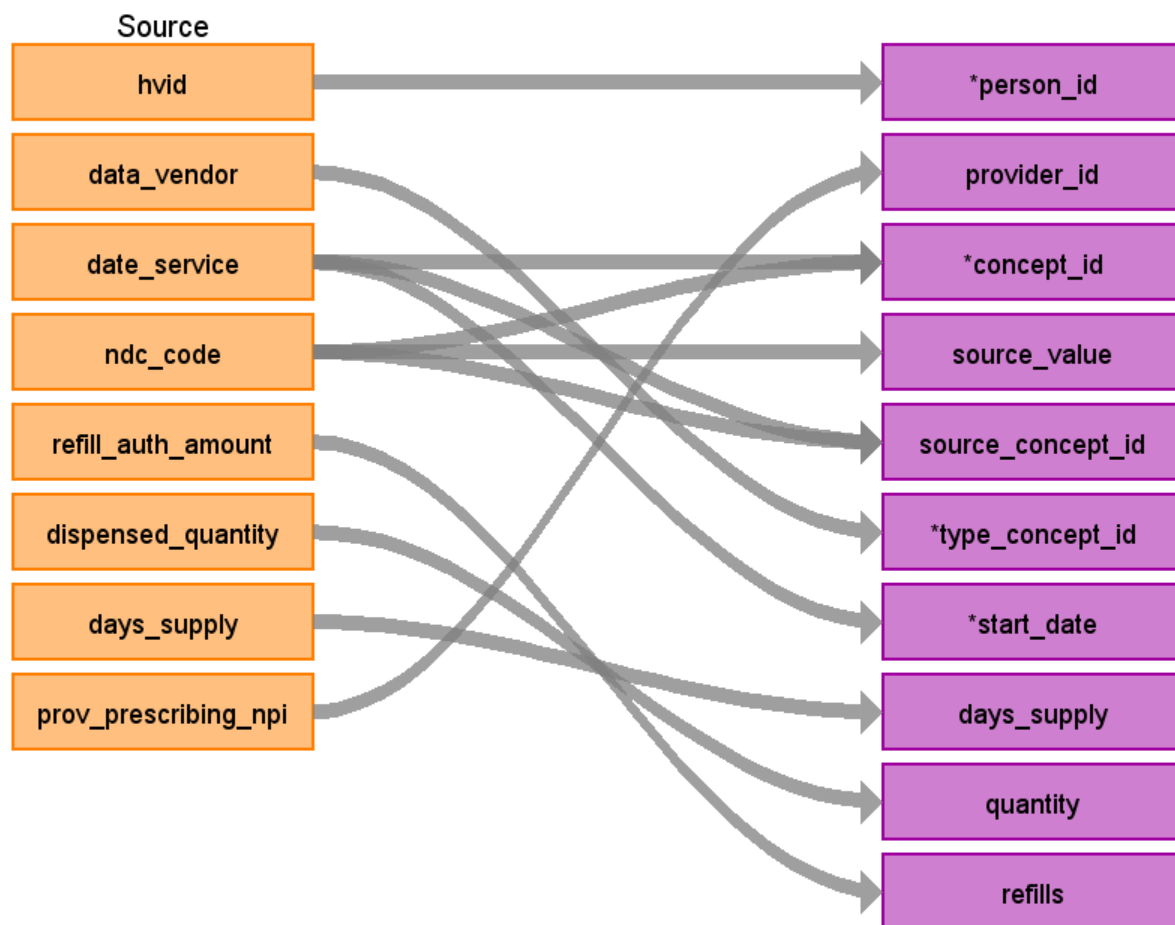 Source
hvid
*person_id
data_vendor
provider_id
date_service
*concept_id
ndc_code
source_value
refill_auth_amount
source_concept_id
dispensed_quantity
*type_concept_id
days_supply
*start_date
prov_prescribing_npi
days_supply
quantity
refills